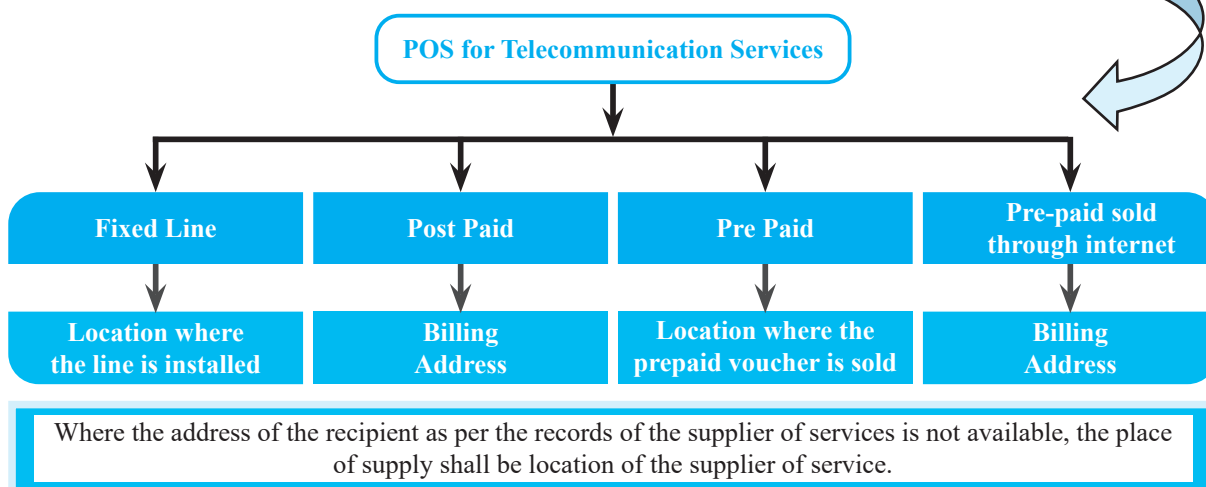 POS for Telecommunication Services
Fixed Line
Post Paid
Pre Paid
Pre-paid sold
through internet
Location where
the line is installed
Billing
Address
Location where the
prepaid voucher is sold
Billing
Address
Where the address of the recipient as per the records of the supplier of services is not available, the place
of supply shall be location of the supplier of service.